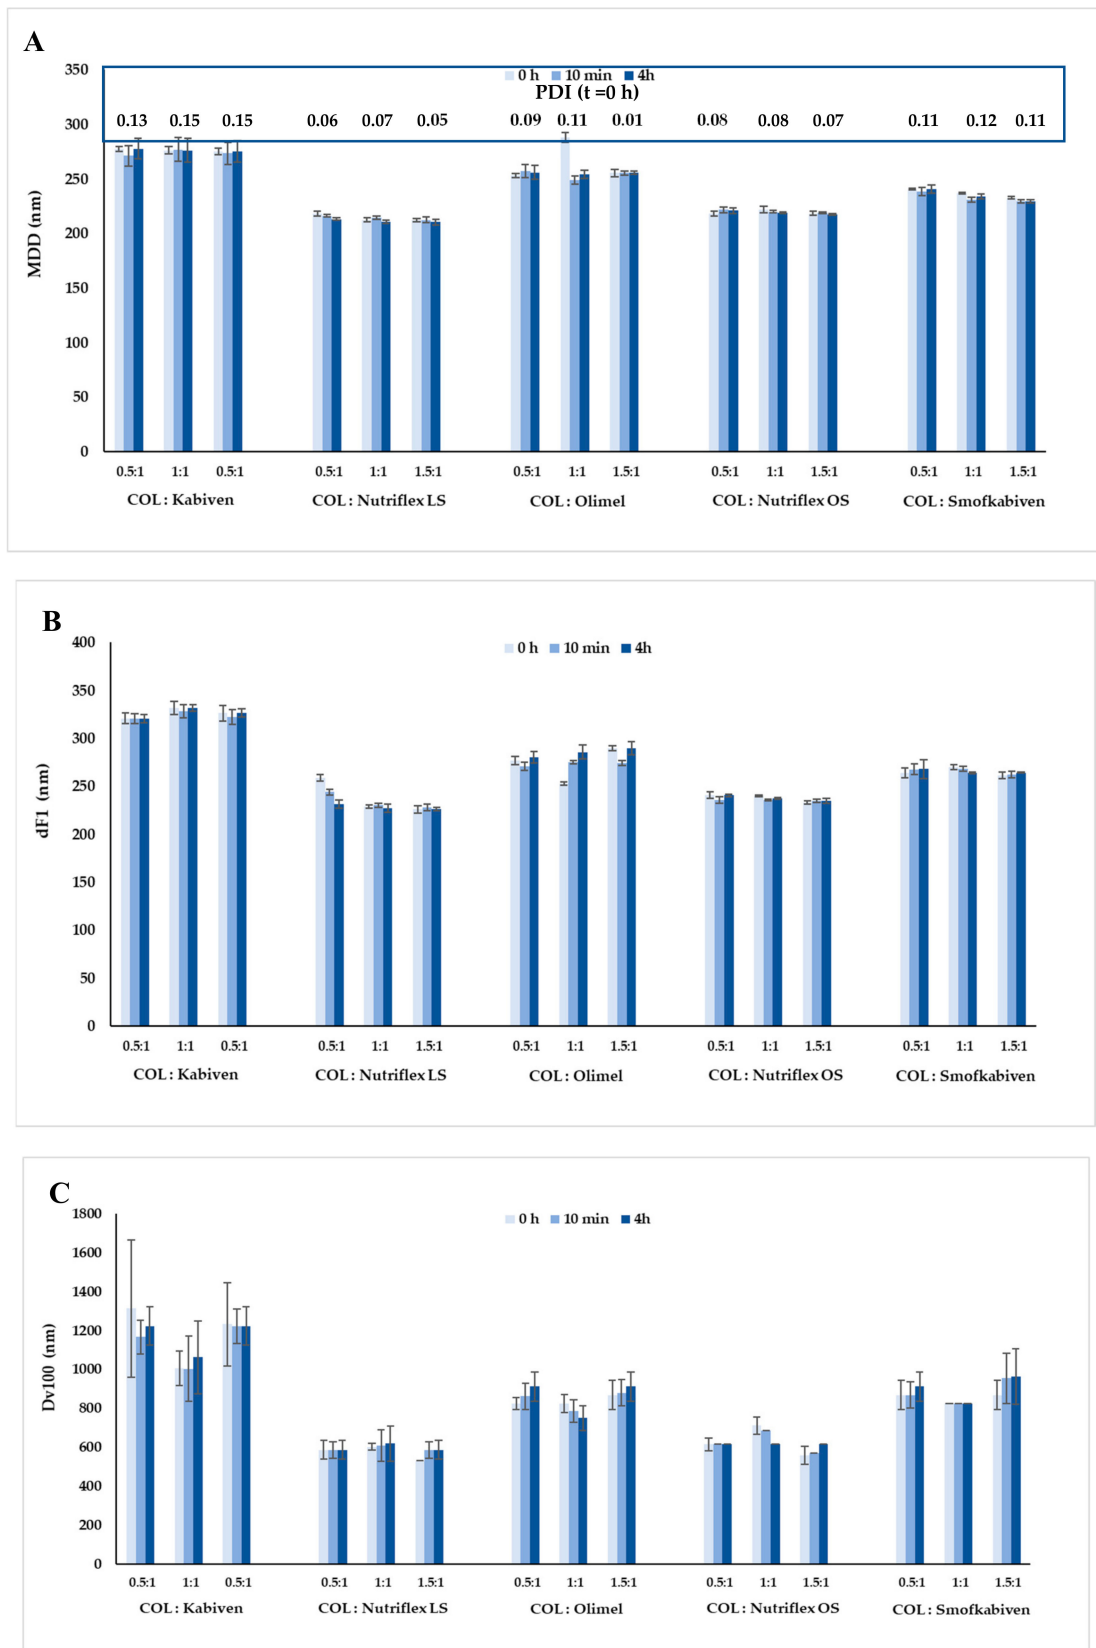 A
350
0 h 10 min 4h
PDI (t =0 h)
0.13 0.15 0.15 0.06 0.07 0.05 0.09 0.11 0.01 0.08 0.08 0.07 0.11 0.12 0.11
300
250
200
150
100
50
0
MDD (nm)
0.5:1 1:1 0.5:1 0.5:1 1:1 1.5:1 0.5:1 1:1 1.5:1 0.5:1 1:1 1.5:1 0.5:1 1:1 1.5:1
COL : Kabiven COL : Nutriflex LS COL : Olimel COL : Nutriflex OS COL : Smofkabiven
B
400
0 h 10 min 4h
350
300
250
200
150
100
50
0
dF1 (nm)
0.5:1 1:1 0.5:1 0.5:1 1:1 1.5:1 0.5:1 1:1 1.5:1 0.5:1 1:1 1.5:1 0.5:1 1:1 1.5:1
COL : Kabiven COL : Nutriflex LS COL : Olimel COL : Nutriflex OS COL : Smofkabiven
C
1800
0 h 10 min 4h
1600
1400
1200
1000
800
600
400
200
0
Dv100 (nm)
0.5:1 1:1 0.5:1 0.5:1 1:1 1.5:1 0.5:1 1:1 1.5:1 0.5:1 1:1 1.5:1 0.5:1 1:1 1.5:1
COL : Kabiven COL : Nutriflex LS COL : Olimel COL : Nutriflex OS COL : Smofkabiven